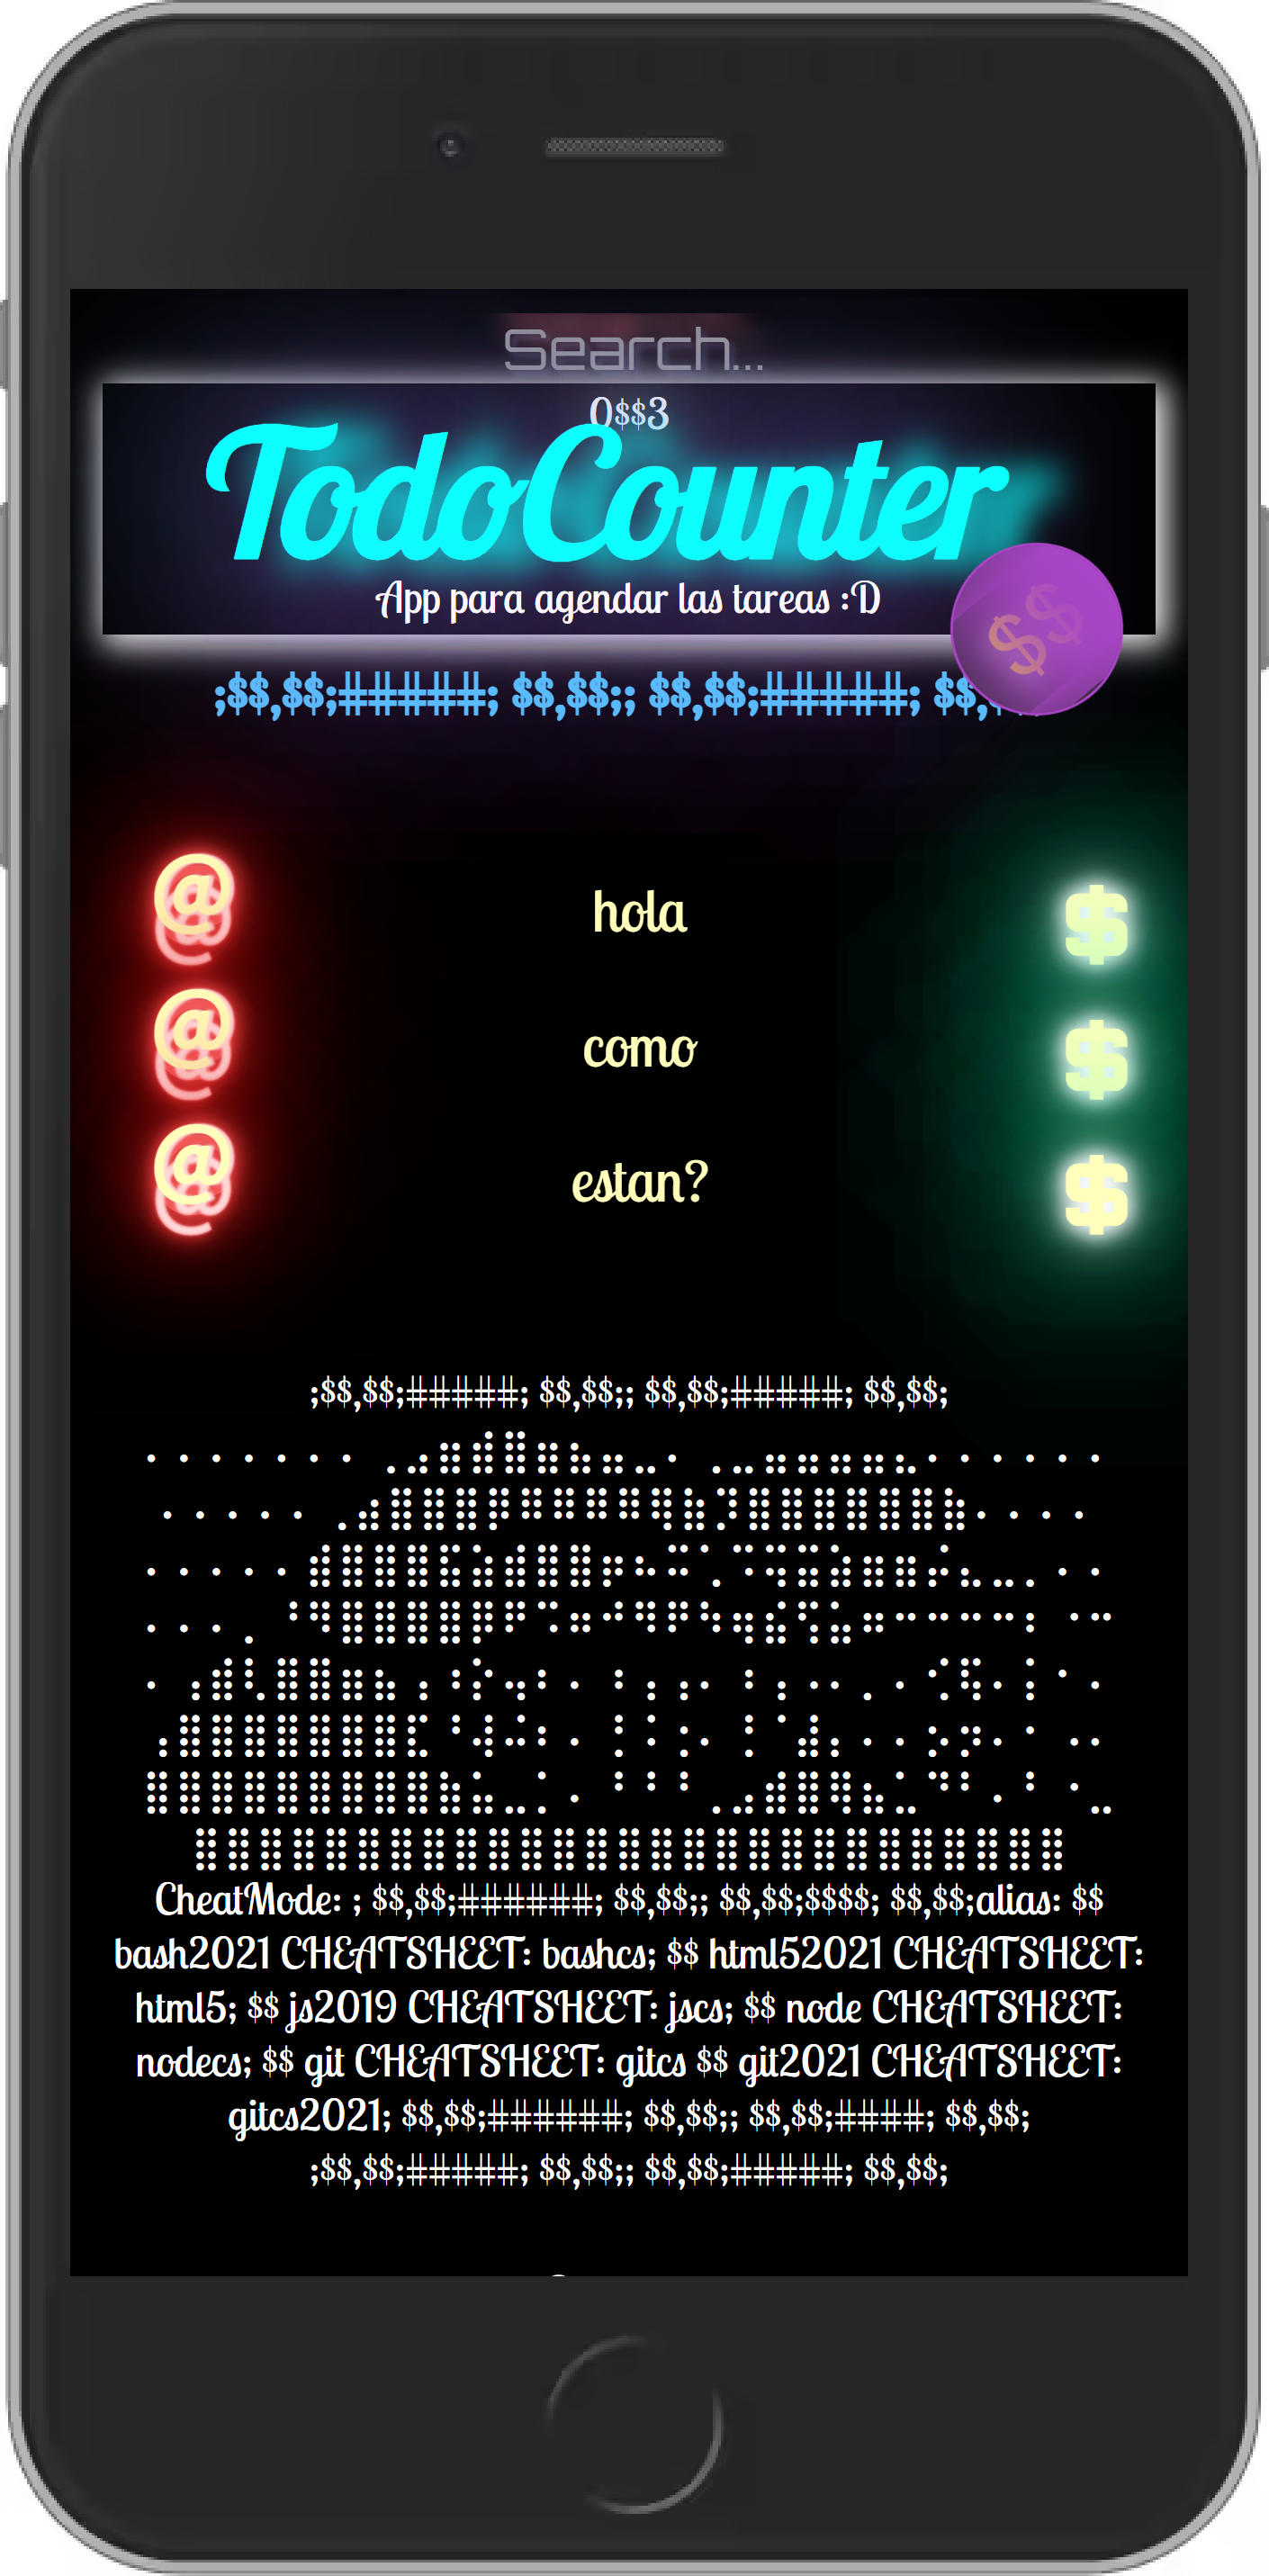 Search...
0$$3
TodoCounter
App para agendar las tareas :D
$$
;$$,$$;#####; $$,$$;; $$,$$;#####; $$,
@ hola $
@ como $
@ estan? $
;$$,$$;#####; $$,$$;; $$,$$;#####; $$,$$;
CheatMode: ; $$,$$;######; $$,$$;; $$,$$;$$$$; $$,$$;alias: $$
bash2021 CHEATSHEET: bashcs; $$ html52021 CHEATSHEET:
html5; $$ js2019 CHEATSHEET: jscs; $$ node CHEATSHEET:
nodecs; $$ git CHEATSHEET: gitcs $$ git2021 CHEATSHEET:
gitcs2021; $$,$$;######; $$,$$;; $$,$$;####; $$,$$;
;$$,$$;#####; $$,$$;; $$,$$;#####; $$,$$;